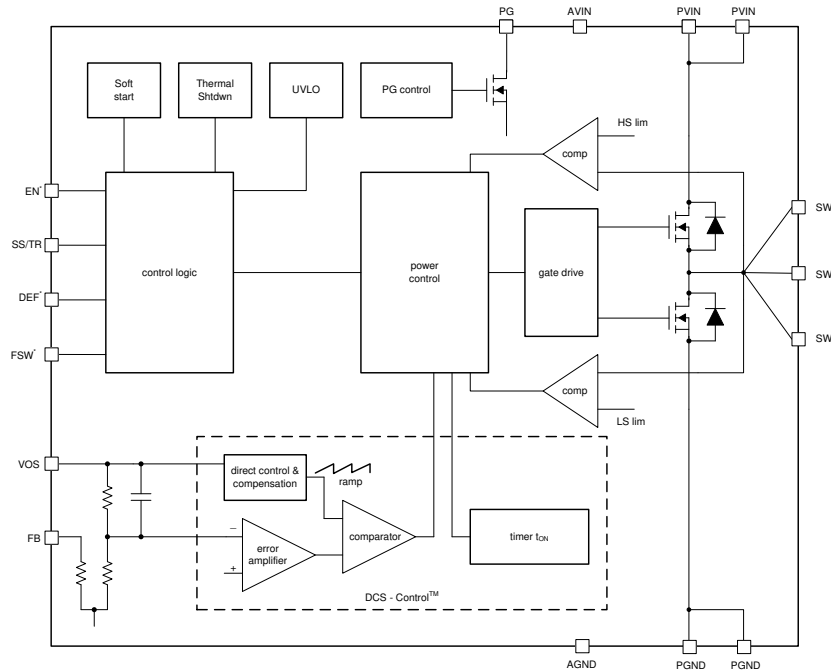 PG
AVIN
PVIN
PVIN
Soft
start
Thermal
Shtdwn
UVLO
PG control
HS lim
comp
EN*
SS/TR
DEF*
FSW*
control logic
power
control
gate drive
SW
SW
SW
comp
LS lim
VOS
direct control &
compensation
ramp
FB
–
+
error
amplifier
comparator
timer tON
DCS - Control™
AGND
PGND
PGND